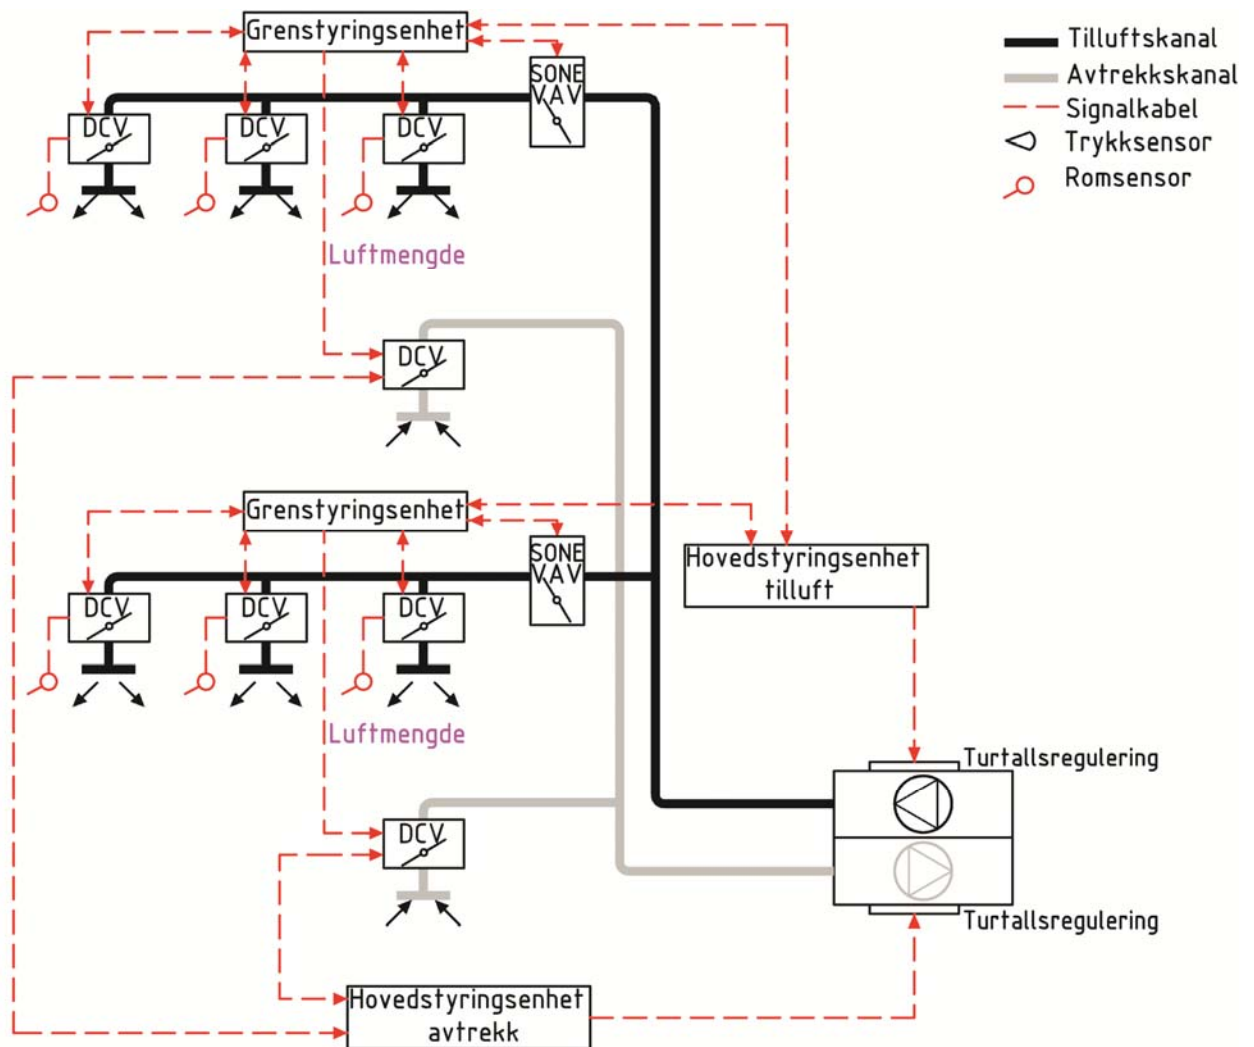 Grenstyringsenhet
SONE
VAV
DCV
DCV
DCV
Luftmengde
Tilluftskanal
Avtrekkskanal
Signalkabel
Trykksensor
Romsensor
DCV
Grenstyringsenhet
SONE
VAV
Hovedstyringsenhet
tilluft
DCV
DCV
DCV
Luftmengde
Turtallsregulering
DCV
Turtallsregulering
Hovedstyringsenhet
avtrekk